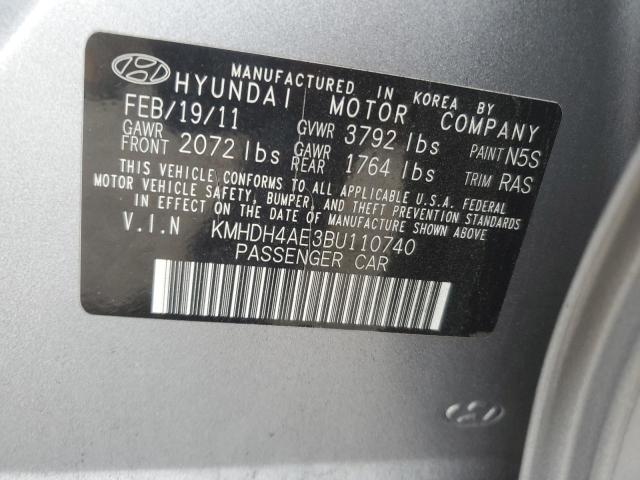 MANUFACTURED IN KOREA BY
HYUNDAI MOTOR COMPANY
FEB/19/11 GVWR 3792 lbs PAINT N5S
GAWR FRONT 2072 lbs GAWR REAR 1764 lbs TRIM RAS
THIS VEHICLE CONFORMS TO ALL APPLICABLE U.S.A. FEDERAL
MOTOR VEHICLE SAFETY, BUMPER, AND THEFT PREVENTION STANDARDS
IN EFFECT ON THE DATE OF MANUFACTURE SHOWN ABOVE.
V.I.N KMHDH4AE3BU110740
PASSENGER CAR